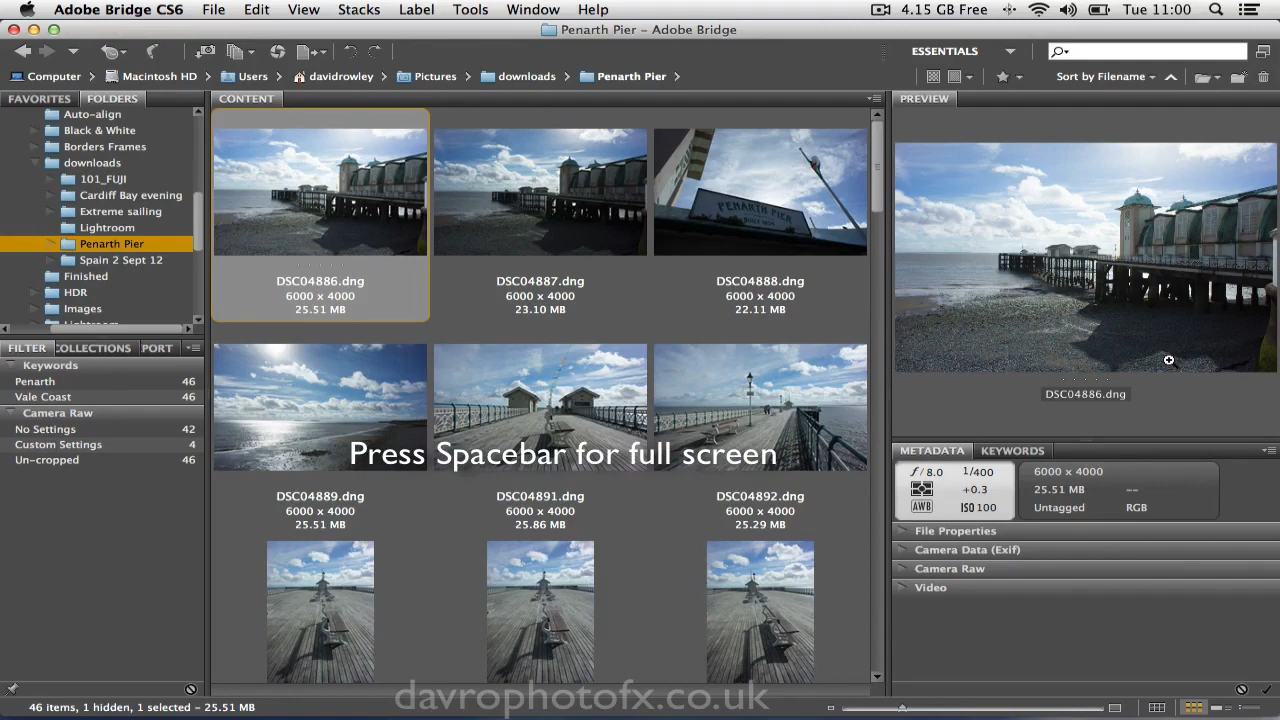 Adobe Bridge CS6 File Edit View Stacks Label Tools Window Help 4.15 GB Free Tue 11:00
Penarth Pier – Adobe Bridge
ESSENTIALS
Computer Macintosh HD Users davidrowley Pictures downloads Penarth Pier Sort by Filename
FAVORITES FOLDERS
Auto-align
Black & White
Borders Frames
downloads
101_FUJI
Cardiff Bay evening
Extreme sailing
Lightroom
Penarth Pier
Spain 2 Sept 12
Finished
HDR
Images
FILTER COLLECTIONS PORT
Keywords
Penarth 46
Vale Coast 46
Camera Raw
No Settings 42
Custom Settings 4
Un-cropped 46
CONTENT
PENARTH PIER
DSC04886.dng DSC04887.dng DSC04888.dng
6000 x 4000 6000 x 4000 6000 x 4000
25.51 MB 23.10 MB 22.11 MB
Press Spacebar for full screen
DSC04889.dng DSC04891.dng DSC04892.dng
6000 x 4000 6000 x 4000 6000 x 4000
25.51 MB 25.86 MB 25.29 MB
PREVIEW
DSC04886.dng
METADATA KEYWORDS
f/8.0 1/400
+0.3
AWB ISO 100
6000 x 4000
25.51 MB --
Untagged RGB
File Properties
Camera Data (Exif)
Camera Raw
Video
46 items, 1 hidden, 1 selected – 25.51 MB
davrophotofx.co.uk